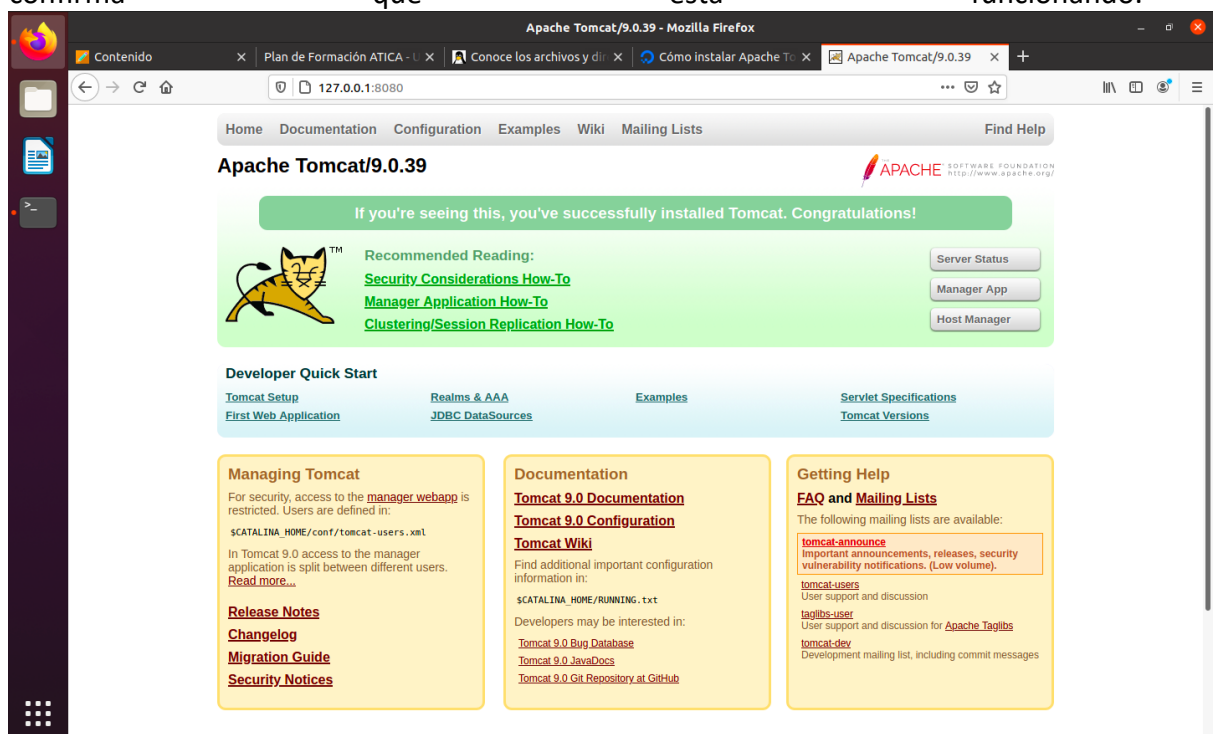 confirma que está funcionando.
Apache Tomcat/9.0.39 - Mozilla Firefox
Contenido
Plan de Formación ATICA - U
Conoce los archivos y dir
Cómo instalar Apache To
Apache Tomcat/9.0.39
127.0.0.1:8080
Home Documentation Configuration Examples Wiki Mailing Lists Find Help
Apache Tomcat/9.0.39
APACHE SOFTWARE FOUNDATION
http://www.apache.org/
If you're seeing this, you've successfully installed Tomcat. Congratulations!
TM
Recommended Reading:
Security Considerations How-To
Manager Application How-To
Clustering/Session Replication How-To
Server Status
Manager App
Host Manager
Developer Quick Start
Tomcat Setup
First Web Application
Realms & AAA
JDBC DataSources
Examples
Servlet Specifications
Tomcat Versions
Managing Tomcat
For security, access to the manager webapp is
restricted. Users are defined in:
$CATALINA_HOME/conf/tomcat-users.xml
In Tomcat 9.0 access to the manager
application is split between different users.
Read more...
Release Notes
Changelog
Migration Guide
Security Notices
Documentation
Tomcat 9.0 Documentation
Tomcat 9.0 Configuration
Tomcat Wiki
Find additional important configuration
information in:
$CATALINA_HOME/RUNNING.txt
Developers may be interested in:
Tomcat 9.0 Bug Database
Tomcat 9.0 JavaDocs
Tomcat 9.0 Git Repository at GitHub
Getting Help
FAQ and Mailing Lists
The following mailing lists are available:
tomcat-announce
Important announcements, releases, security
vulnerability notifications. (Low volume).
tomcat-users
User support and discussion
taglibs-user
User support and discussion for Apache Taglibs
tomcat-dev
Development mailing list, including commit messages